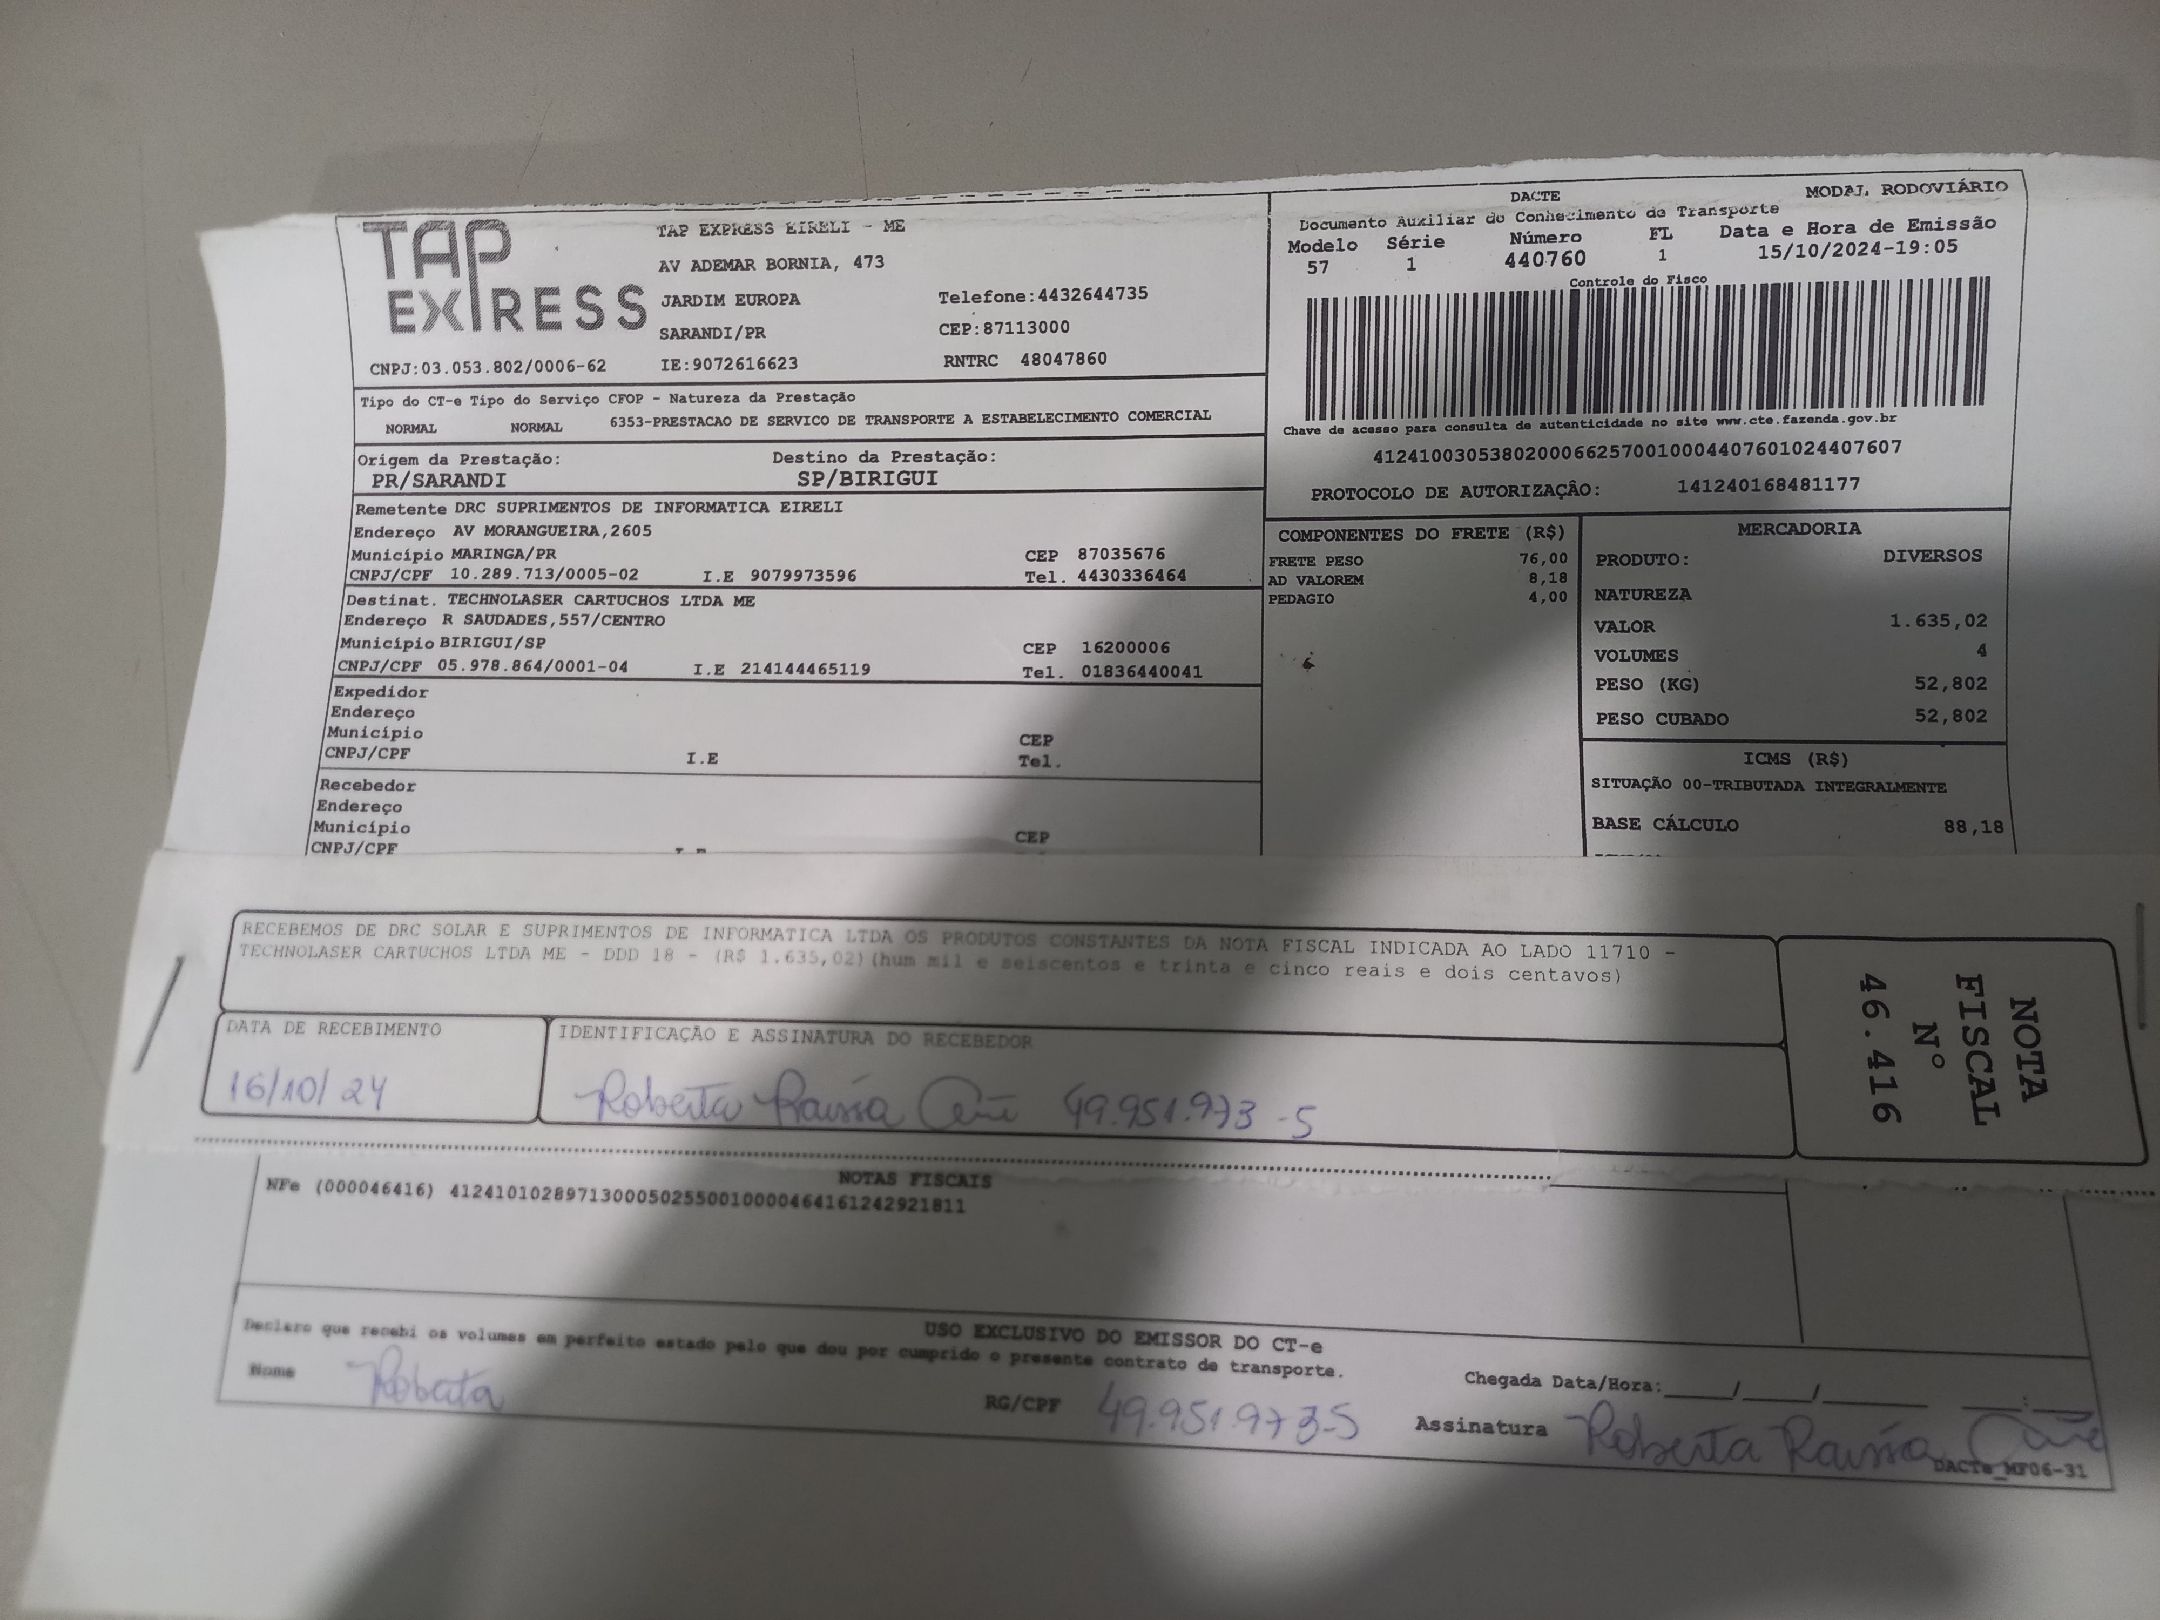 TAP EXPRESS
TAP EXPRESS EIRELI - ME
AV ADEMAR BORNIA, 473
JARDIM EUROPA Telefone:4432644735
SARANDI/PR CEP:87113000
CNPJ:03.053.802/0006-62 IE:9072616623 RNTRC 48047860
DACTE MODAL RODOVIÁRIO
Documento Auxiliar do Conhecimento de Transporte
Modelo Série Número FL Data e Hora de Emissão
57 1 440760 1 15/10/2024-19:05
Controle do Fisco
Chave de acesso para consulta de autenticidade no site www.cte.fazenda.gov.br
41241003053802000662570010004407601024407607
PROTOCOLO DE AUTORIZAÇÃO: 141240168481177
Tipo do CT-e Tipo do Serviço CFOP - Natureza da Prestação
NORMAL NORMAL 6353-PRESTACAO DE SERVICO DE TRANSPORTE A ESTABELECIMENTO COMERCIAL
Origem da Prestação: Destino da Prestação:
PR/SARANDI SP/BIRIGUI
Remetente DRC SUPRIMENTOS DE INFORMATICA EIRELI
Endereço AV MORANGUEIRA,2605
Município MARINGA/PR CEP 87035676
CNPJ/CPF 10.289.713/0005-02 I.E 9079973596 Tel. 4430336464
Destinat. TECHNOLASER CARTUCHOS LTDA ME
Endereço R SAUDADES,557/CENTRO
Município BIRIGUI/SP CEP 16200006
CNPJ/CPF 05.978.864/0001-04 I.E 214144465119 Tel. 01836440041
Expedidor
Endereço
Município CEP
CNPJ/CPF I.E Tel.
Recebedor
Endereço
Município CEP
CNPJ/CPF
COMPONENTES DO FRETE (R$)
FRETE PESO 76,00
AD VALOREM 8,18
PEDAGIO 4,00
MERCADORIA
PRODUTO: DIVERSOS
NATUREZA
VALOR 1.635,02
VOLUMES 4
PESO (KG) 52,802
PESO CUBADO 52,802
ICMS (R$)
SITUAÇÃO 00-TRIBUTADA INTEGRALMENTE
BASE CÁLCULO 88,18
RECEBEMOS DE DRC SOLAR E SUPRIMENTOS DE INFORMATICA LTDA OS PRODUTOS CONSTANTES DA NOTA FISCAL INDICADA AO LADO 11710 -
TECHNOLASER CARTUCHOS LTDA ME - DDD 18 - (R$ 1.635,02)(hum mil e seiscentos e trinta e cinco reais e dois centavos)
DATA DE RECEBIMENTO IDENTIFICAÇÃO E ASSINATURA DO RECEBEDOR
16/10/24 Roberta Raissa 49.951.973-5
NOTA
FISCAL
N°
46.416
NOTAS FISCAIS
NFe (000046416) 41241010289713000502550010000464161242921811
USO EXCLUSIVO DO EMISSOR DO CT-e
Declaro que recebi os volumes em perfeito estado pelo que dou por cumprido o presente contrato de transporte.
Nome Roberta RG/CPF 49.951.973-5
Chegada Data/Hora:____/____/______ ___:___
Assinatura Roberta Raissa
DACTe_MF06-31